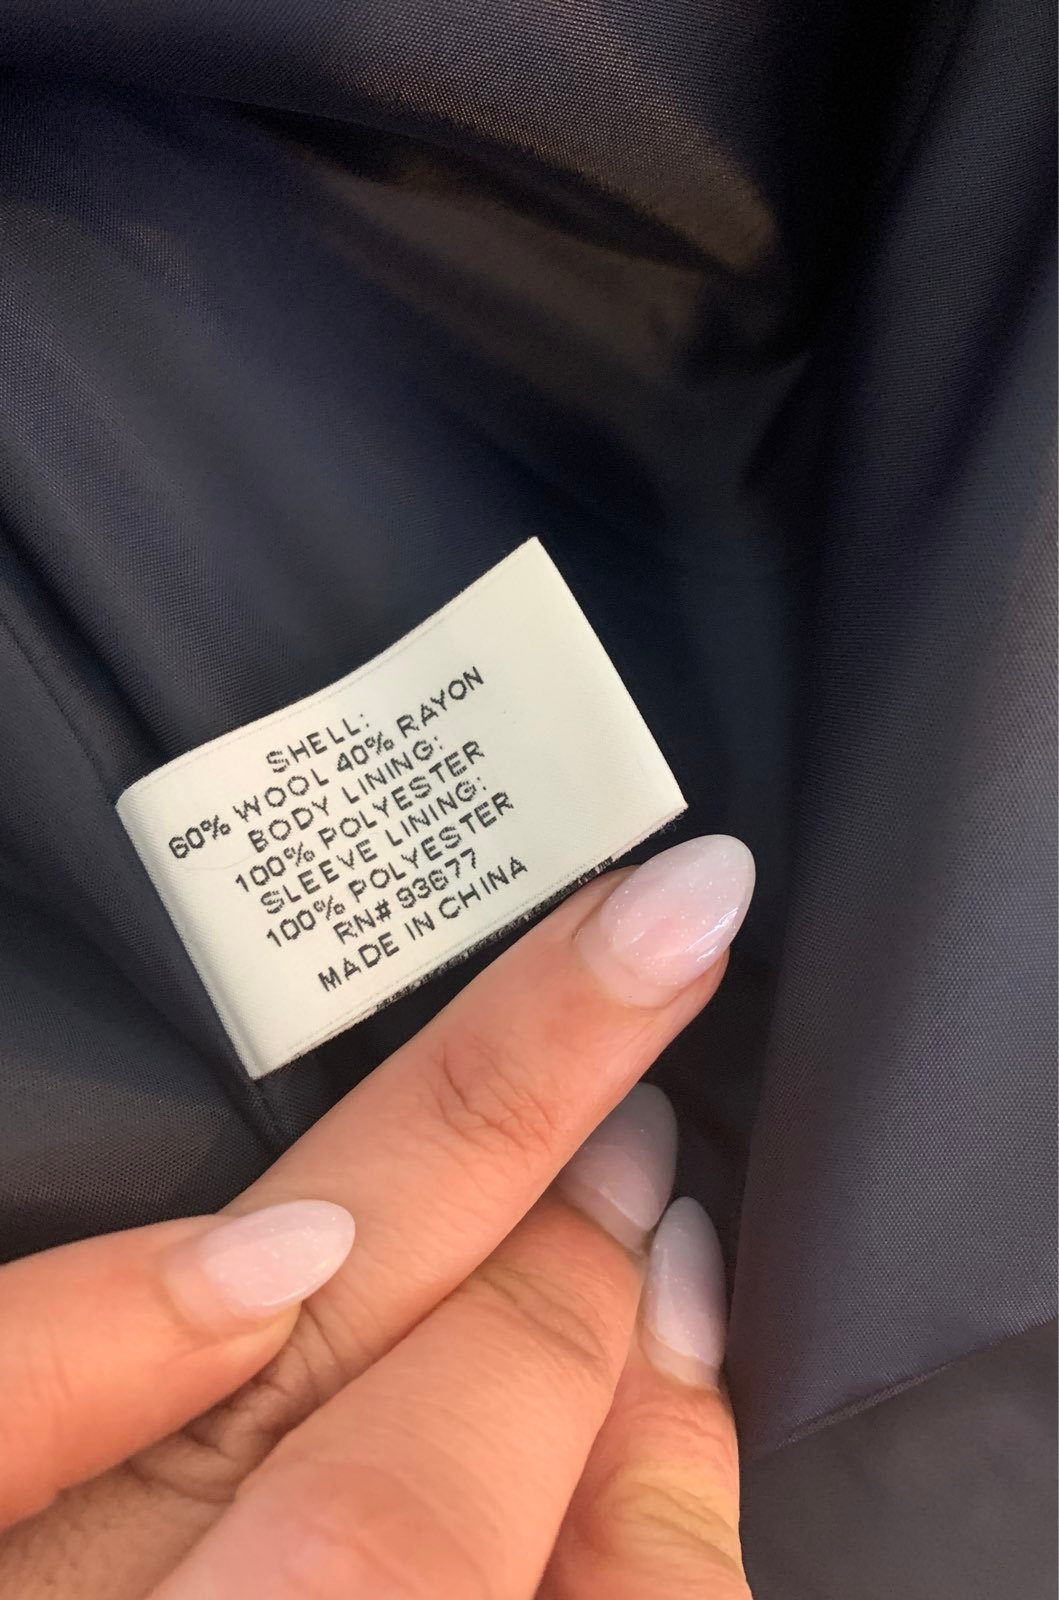 SHELL:
60% WOOL 40% RAYON
BODY LINING:
100% POLYESTER
SLEEVE LINING:
100% POLYESTER
RN# 93677
MADE IN CHINA